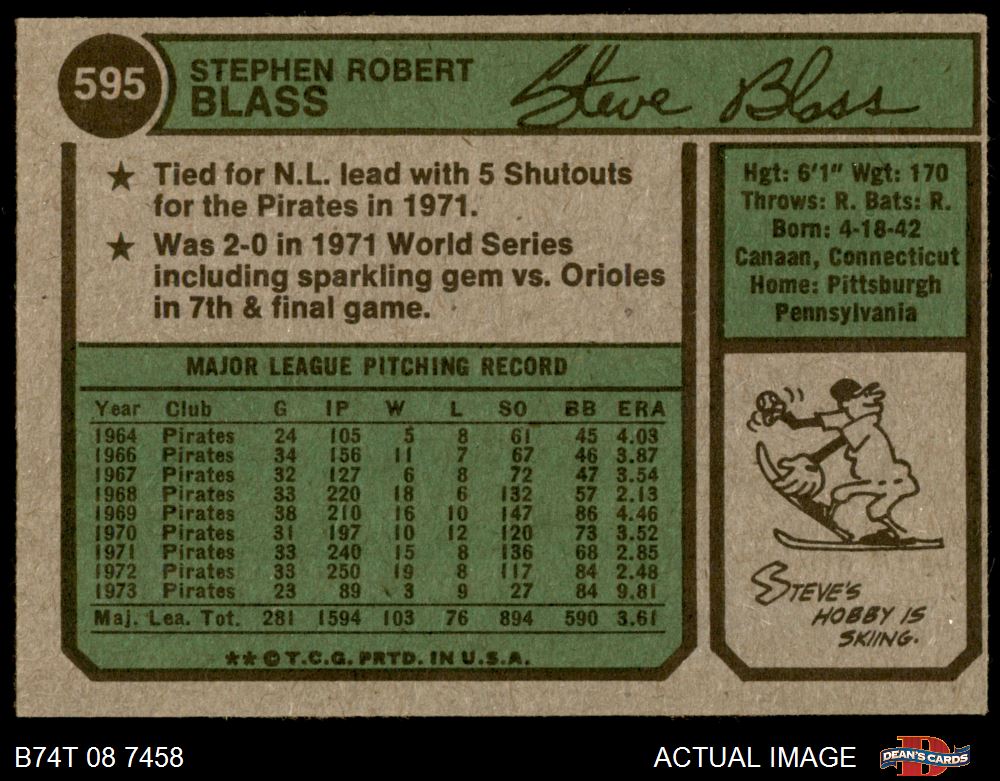 595
STEPHEN ROBERT
BLASS
Steve Blass
★ Tied for N.L. lead with 5 Shutouts
for the Pirates in 1971.
★ Was 2-0 in 1971 World Series
including sparkling gem vs. Orioles
in 7th & final game.
Hgt: 6'1" Wgt: 170
Throws: R. Bats: R.
Born: 4-18-42
Canaan, Connecticut
Home: Pittsburgh
Pennsylvania
MAJOR LEAGUE PITCHING RECORD
Year Club G IP W L SO BB ERA
1964 Pirates 24 105 5 8 61 45 4.03
1966 Pirates 34 156 11 7 67 46 3.87
1967 Pirates 32 127 6 8 72 47 3.54
1968 Pirates 33 220 18 6 132 57 2.13
1969 Pirates 38 210 16 10 147 86 4.46
1970 Pirates 31 197 10 12 120 73 3.52
1971 Pirates 33 240 15 8 136 68 2.85
1972 Pirates 33 250 19 8 117 84 2.48
1973 Pirates 23 89 3 9 27 84 9.81
Maj. Lea. Tot. 281 1594 103 76 894 590 3.61
★★ © T.C.G. PRTD. IN U.S.A.
STEVE'S
HOBBY IS
SKIING.
B74T 08 7458
ACTUAL IMAGE
DEAN'S CARDS